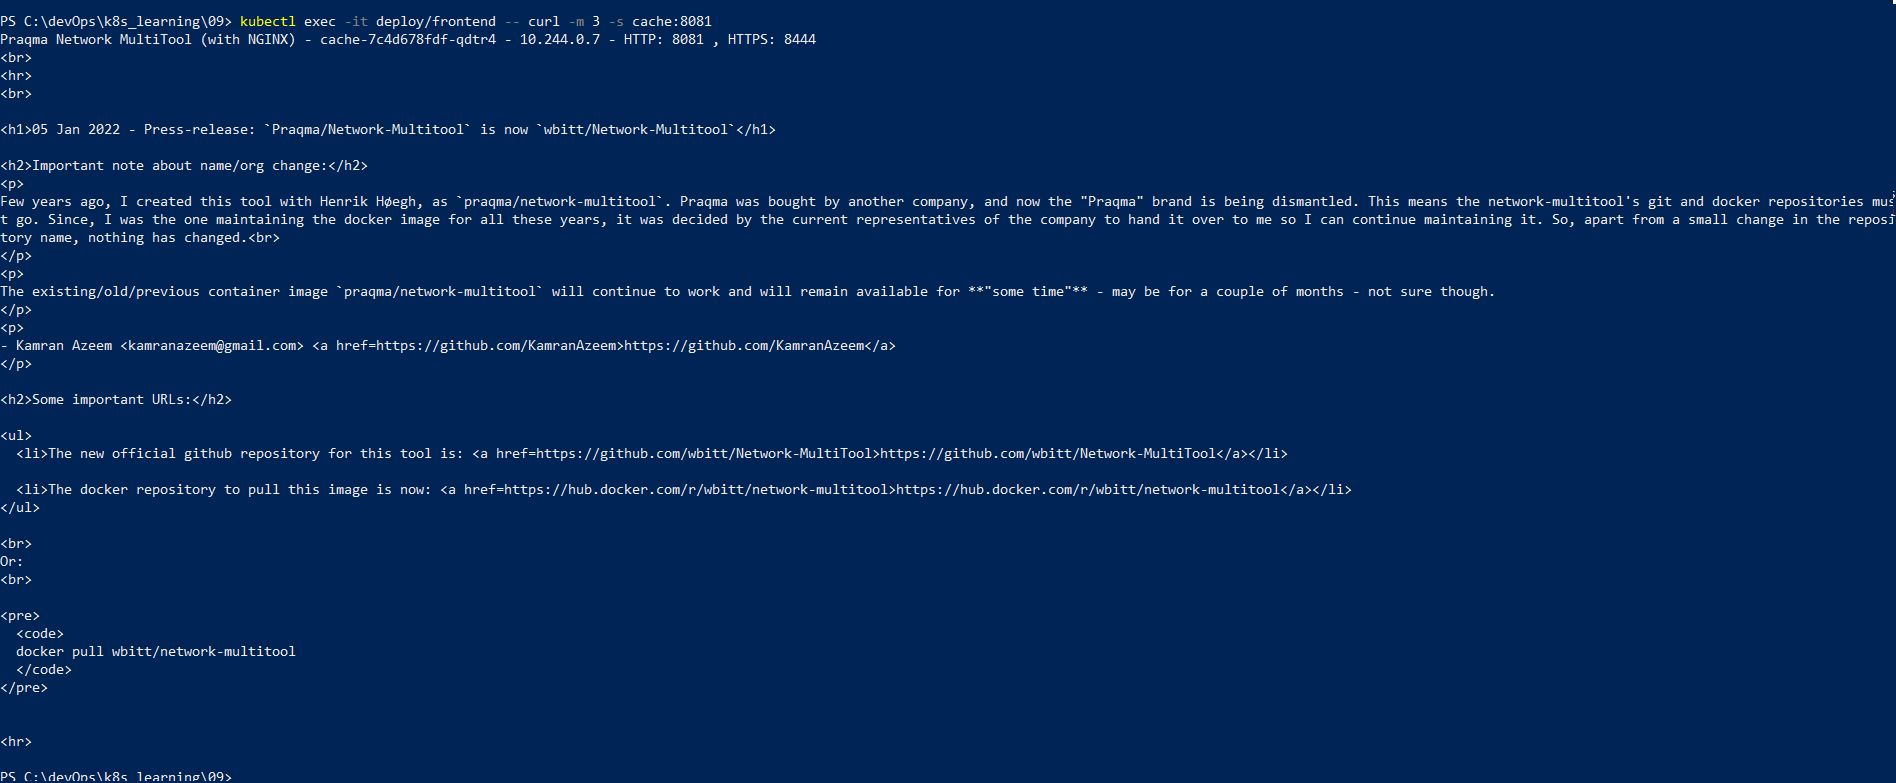 PS C:\devOps\k8s_learning\09> kubectl exec -it deploy/frontend -- curl -m 3 -s cache:8081
Praqma Network MultiTool (with NGINX) - cache-7c4d678fdf-qdtr4 - 10.244.0.7 - HTTP: 8081 , HTTPS: 8444
<br>
<hr>
<br>
<h1>05 Jan 2022 - Press-release: `Praqma/Network-Multitool` is now `wbitt/Network-Multitool`</h1>
<h2>Important note about name/org change:</h2>
<p>
Few years ago, I created this tool with Henrik Høegh, as `praqma/network-multitool`. Praqma was bought by another company, and now the "Praqma" brand is being dismantled. This means the network-multitool's git and docker repositories mus
t go. Since, I was the one maintaining the docker image for all these years, it was decided by the current representatives of the company to hand it over to me so I can continue maintaining it. So, apart from a small change in the reposi
tory name, nothing has changed.<br>
</p>
<p>
The existing/old/previous container image `praqma/network-multitool` will continue to work and will remain available for **"some time"** - may be for a couple of months - not sure though.
</p>
<p>
- Kamran Azeem <kamranazeem@gmail.com> <a href=https://github.com/KamranAzeem>https://github.com/KamranAzeem</a>
</p>
<h2>Some important URLs:</h2>
<ul>
  <li>The new official github repository for this tool is: <a href=https://github.com/wbitt/Network-MultiTool>https://github.com/wbitt/Network-MultiTool</a></li>
  <li>The docker repository to pull this image is now: <a href=https://hub.docker.com/r/wbitt/network-multitool>https://hub.docker.com/r/wbitt/network-multitool</a></li>
</ul>
<br>
Or:
<br>
<pre>
  <code>
  docker pull wbitt/network-multitool
  </code>
</pre>
<hr>
PS C:\devOps\k8s_learning\09>